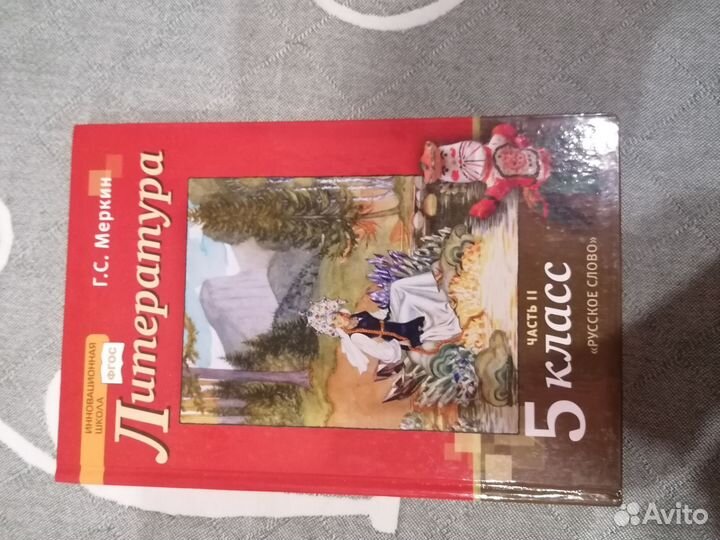 ИННОВАЦИОННАЯ
ШКОЛА
ФГОС
Г.С. Меркин
Литература
ЧАСТЬ II
5 класс
«РУССКОЕ СЛОВО»
Avito